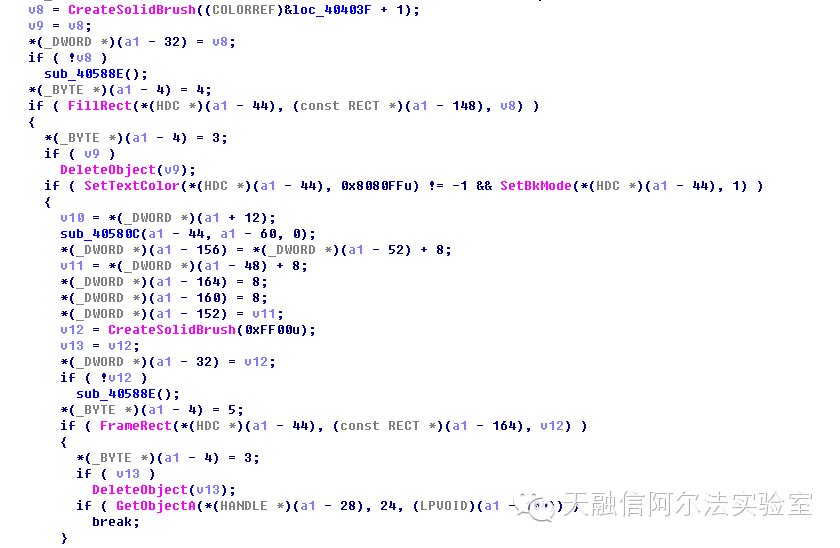 v8 = CreateSolidBrush((COLORREF)&loc_40403F + 1);
v9 = v8;
*(_DWORD *)(a1 - 32) = v8;
if ( !v8 )
sub_40588E();
*(_BYTE *)(a1 - 4) = 4;
if ( FillRect(*(HDC *)(a1 - 44), (const RECT *)(a1 - 148), v8) )
{
*(_BYTE *)(a1 - 4) = 3;
if ( v9 )
DeleteObject(v9);
if ( SetTextColor(*(HDC *)(a1 - 44), 0x8080FFu) != -1 && SetBkMode(*(HDC *)(a1 - 44), 1) )
{
v10 = *(_DWORD *)(a1 + 12);
sub_40580C(a1 - 44, a1 - 60, 0);
*(_DWORD *)(a1 - 156) = *(_DWORD *)(a1 - 52) + 8;
v11 = *(_DWORD *)(a1 - 48) + 8;
*(_DWORD *)(a1 - 164) = 8;
*(_DWORD *)(a1 - 160) = 8;
*(_DWORD *)(a1 - 152) = v11;
v12 = CreateSolidBrush(0xFF00u);
v13 = v12;
*(_DWORD *)(a1 - 32) = v12;
if ( !v12 )
sub_40588E();
*(_BYTE *)(a1 - 4) = 5;
if ( FrameRect(*(HDC *)(a1 - 44), (const RECT *)(a1 - 164), v12) )
{
*(_BYTE *)(a1 - 4) = 3;
if ( v13 )
DeleteObject(v13);
if ( GetObjectA(*(HANDLE *)(a1 - 28), 24, (LPVOID)(a1 -
天融信阿尔法实验室
break;
}